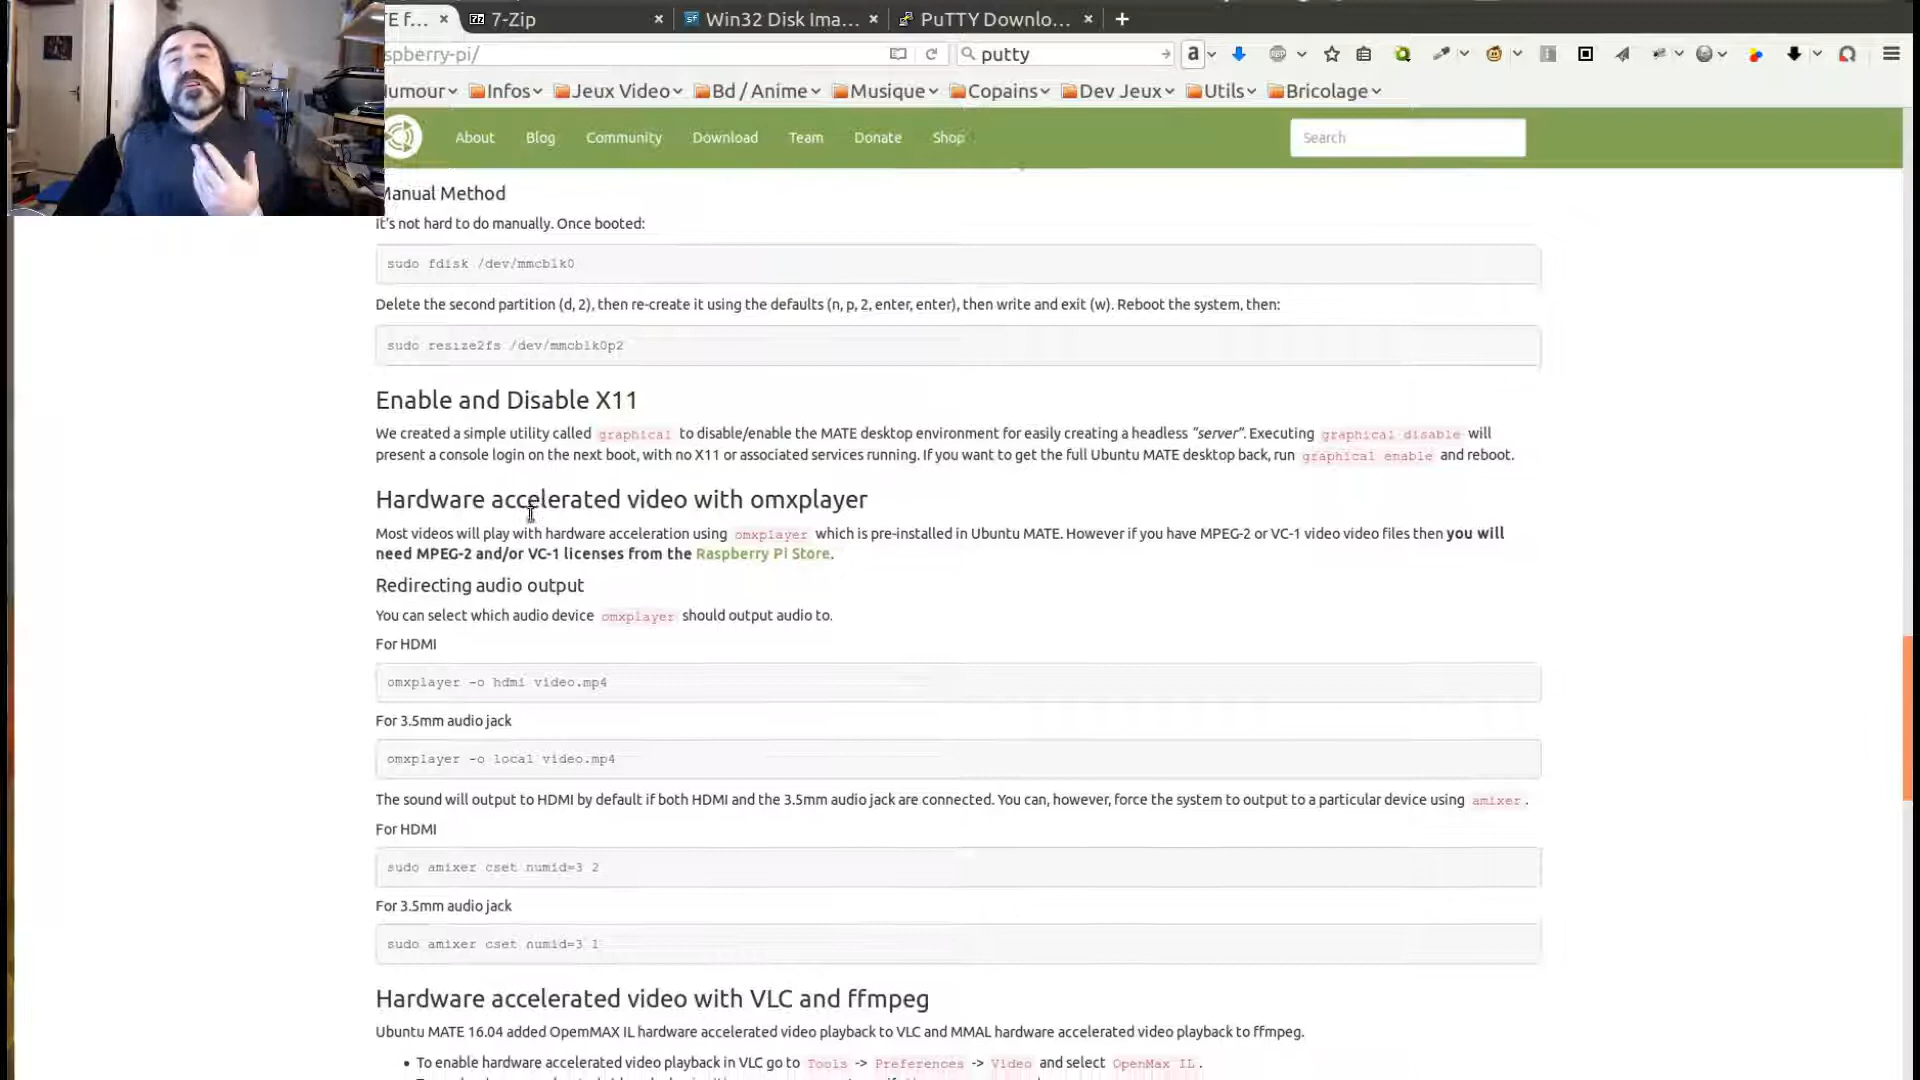 E f... × 7-Zip × Win32 Disk Ima... × PuTTY Downlo... × +
spberry-pi/ putty
umour Infos Jeux Video Bd / Anime Musique Copains Dev Jeux Utils Bricolage
About Blog Community Download Team Donate Shop Search
Manual Method
It's not hard to do manually. Once booted:
sudo fdisk /dev/mmcblk0
Delete the second partition (d, 2), then re-create it using the defaults (n, p, 2, enter, enter), then write and exit (w). Reboot the system, then:
sudo resize2fs /dev/mmcblk0p2
Enable and Disable X11
We created a simple utility called graphical to disable/enable the MATE desktop environment for easily creating a headless "server". Executing graphical disable will
present a console login on the next boot, with no X11 or associated services running. If you want to get the full Ubuntu MATE desktop back, run graphical enable and reboot.
Hardware accelerated video with omxplayer
Most videos will play with hardware acceleration using omxplayer which is pre-installed in Ubuntu MATE. However if you have MPEG-2 or VC-1 video video files then you will
need MPEG-2 and/or VC-1 licenses from the Raspberry Pi Store.
Redirecting audio output
You can select which audio device omxplayer should output audio to.
For HDMI
omxplayer -o hdmi video.mp4
For 3.5mm audio jack
omxplayer -o local video.mp4
The sound will output to HDMI by default if both HDMI and the 3.5mm audio jack are connected. You can, however, force the system to output to a particular device using amixer.
For HDMI
sudo amixer cset numid=3 2
For 3.5mm audio jack
sudo amixer cset numid=3 1
Hardware accelerated video with VLC and ffmpeg
Ubuntu MATE 16.04 added OpenMAX IL hardware accelerated video playback to VLC and MMAL hardware accelerated video playback to ffmpeg.
• To enable hardware accelerated video playback in VLC go to Tools -> Preferences -> Video and select OpenMax IL.